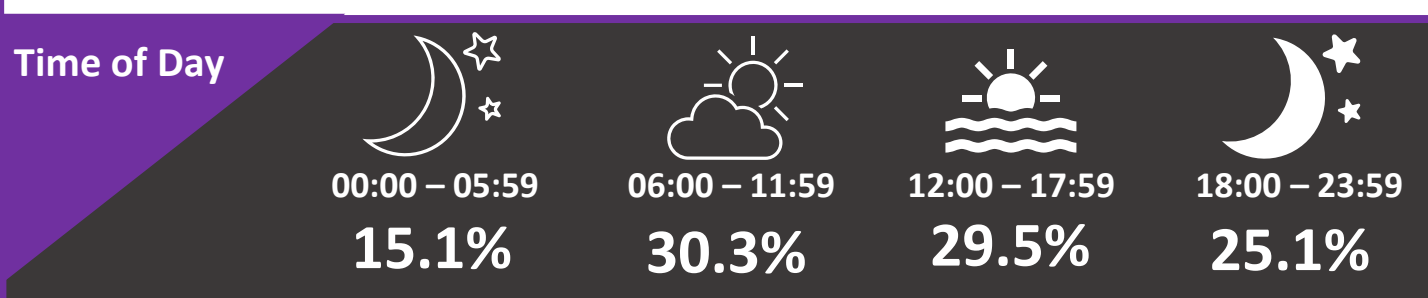 Time of Day
00:00 – 05:59
06:00 – 11:59
12:00 – 17:59
18:00 – 23:59
15.1%
30.3%
29.5%
25.1%